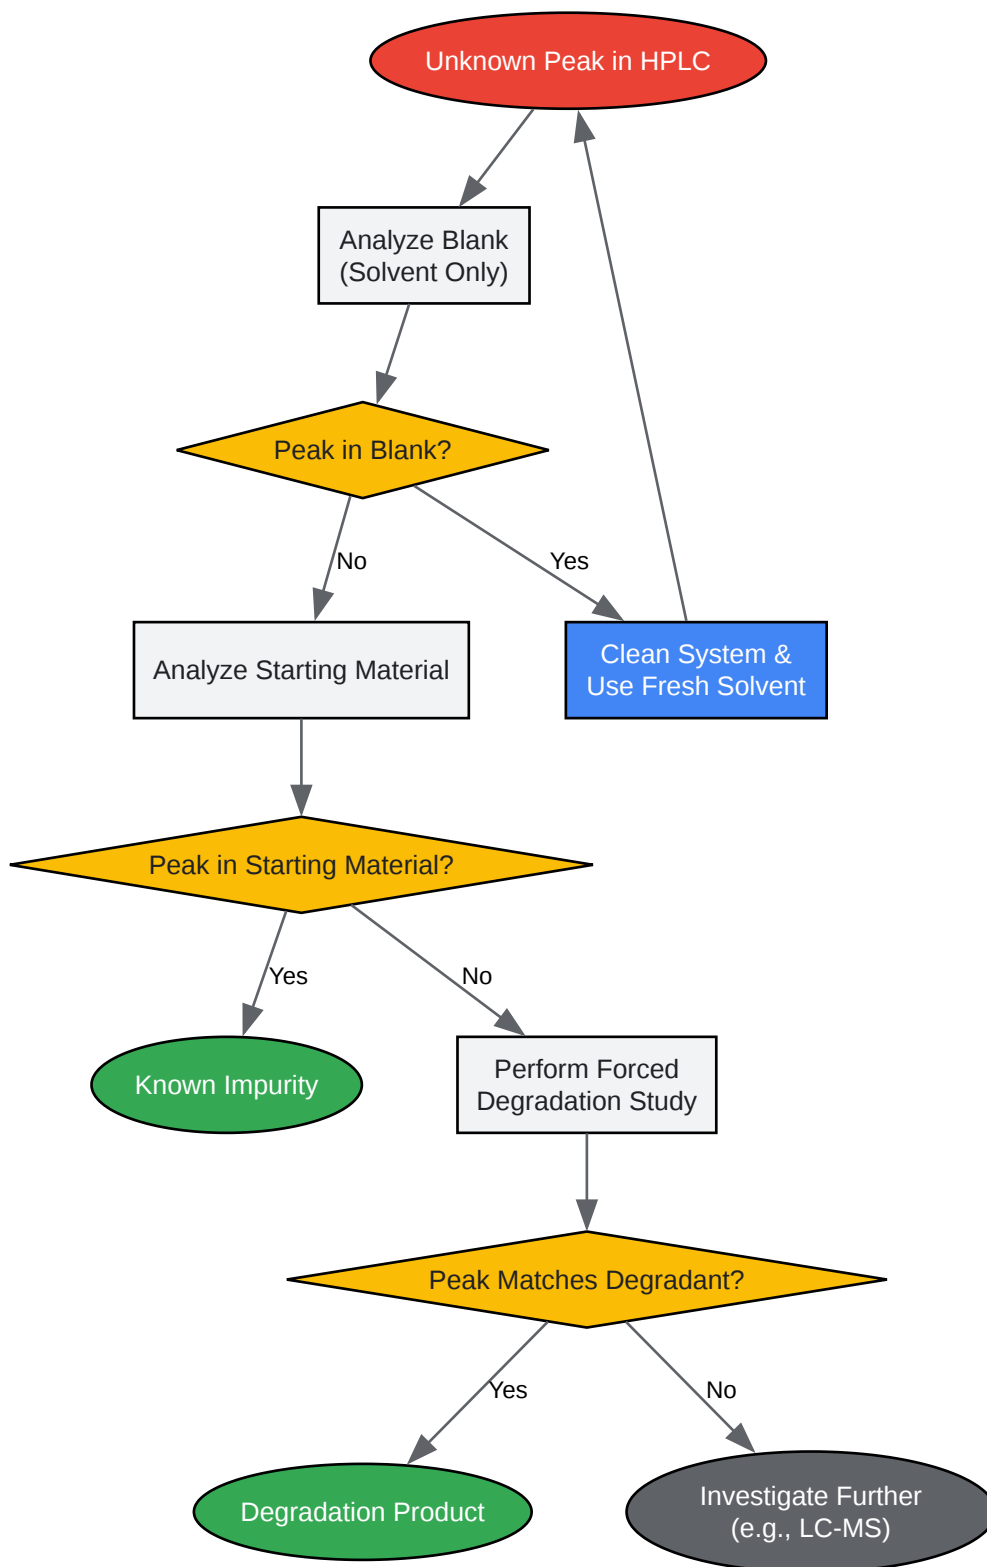 Unknown Peak in HPLC
Analyze Blank
(Solvent Only)
Peak in Blank?
No
Yes
Analyze Starting Material
Clean System &
Use Fresh Solvent
Peak in Starting Material?
Yes
No
Known Impurity
Perform Forced
Degradation Study
Peak Matches Degradant?
Yes
No
Degradation Product
Investigate Further
(e.g., LC-MS)